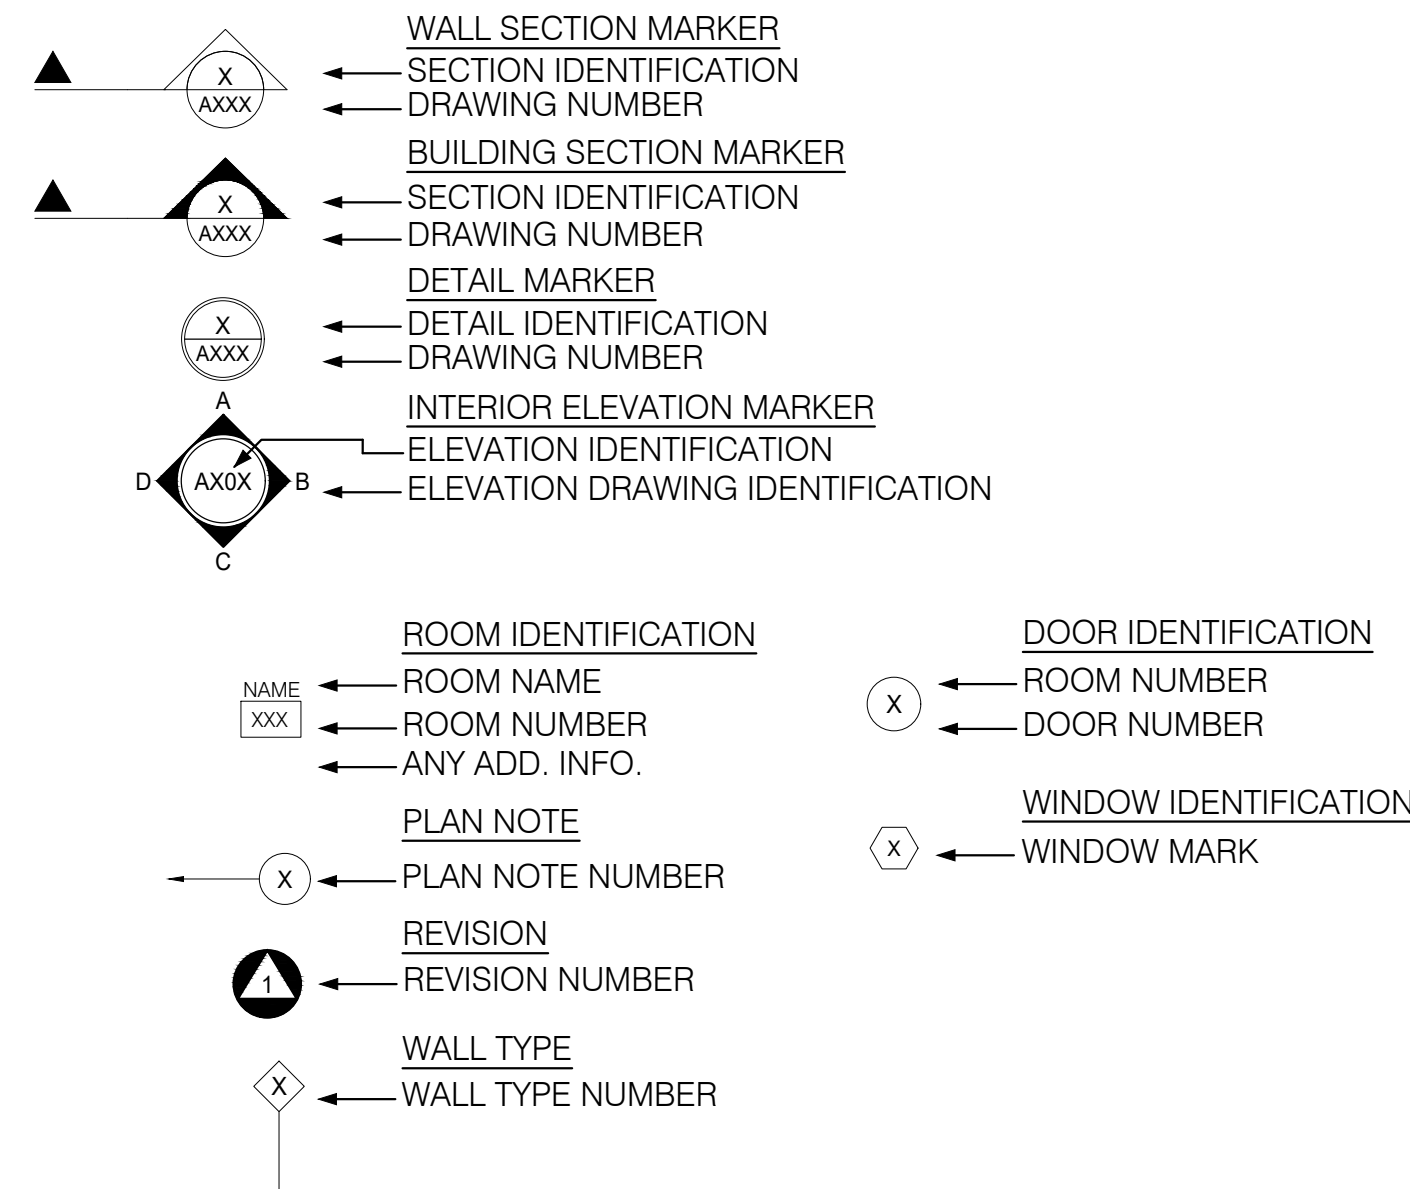 WALL SECTION MARKER
X
SECTION IDENTIFICATION
AXXX
DRAWING NUMBER
BUILDING SECTION MARKER
X
SECTION IDENTIFICATION
AXXX
DRAWING NUMBER
DETAIL MARKER
X
DETAIL IDENTIFICATION
AXXX
DRAWING NUMBER
A
INTERIOR ELEVATION MARKER
ELEVATION IDENTIFICATION
D
AX0X
B
ELEVATION DRAWING IDENTIFICATION
C
ROOM IDENTIFICATION
NAME
ROOM NAME
XXX
ROOM NUMBER
ANY ADD. INFO.
PLAN NOTE
X
PLAN NOTE NUMBER
REVISION
1
REVISION NUMBER
WALL TYPE
X
WALL TYPE NUMBER
DOOR IDENTIFICATION
X
ROOM NUMBER
DOOR NUMBER
WINDOW IDENTIFICATION
X
WINDOW MARK